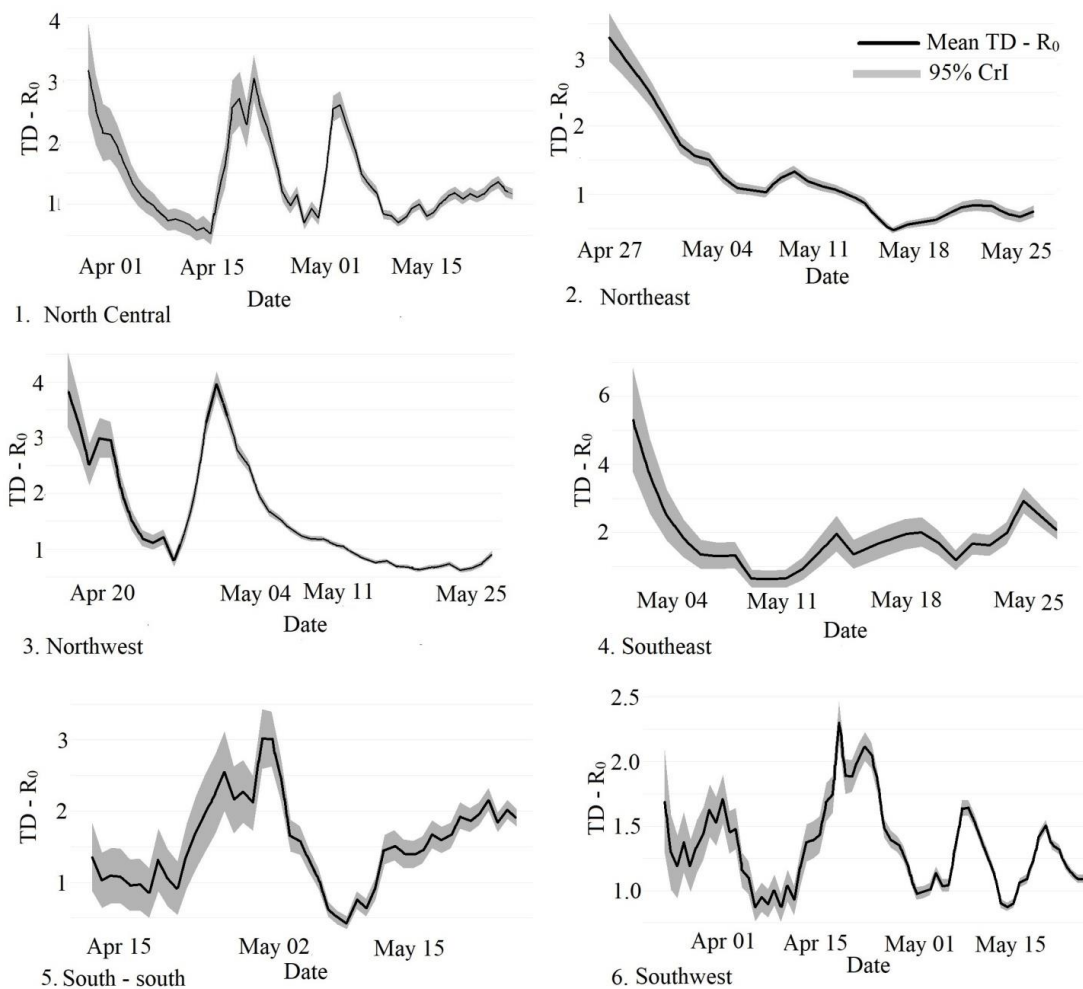 4
3
2
1
TD - R₀
Apr 01
Apr 15
May 01
May 15
Date
1. North Central
3
2
1
TD - R₀
Mean TD - R₀
95% CrI
Apr 27
May 04
May 11
May 18
May 25
Date
2. Northeast
4
3
2
1
TD - R₀
Apr 20
May 04
May 11
May 25
Date
3. Northwest
6
4
2
TD - R₀
May 04
May 11
May 18
May 25
Date
4. Southeast
3
2
1
TD - R₀
Apr 15
May 02
May 15
Date
5. South - south
2.5
2.0
1.5
1.0
TD - R₀
Apr 01
Apr 15
May 01
May 15
Date
6. Southwest